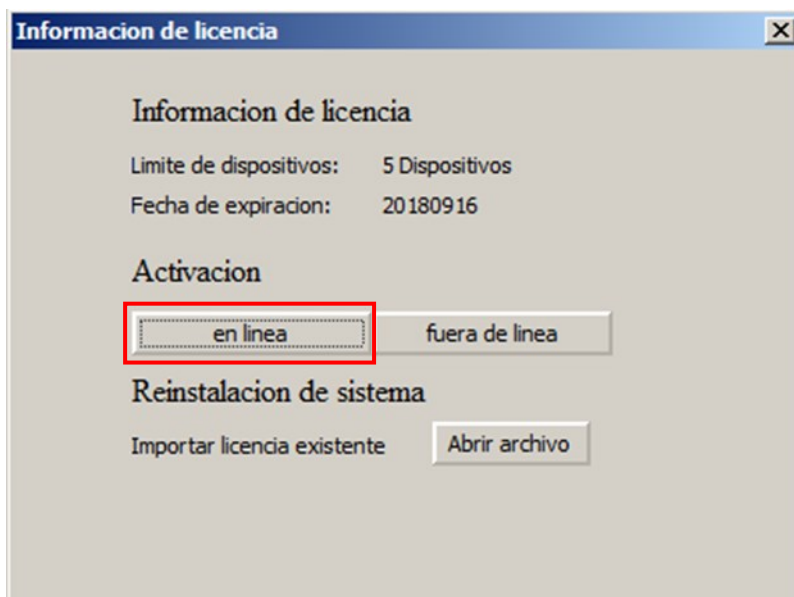 Informacion de licencia
Informacion de licencia
Limite de dispositivos: 5 Dispositivos
Fecha de expiracion: 20180916
Activacion
en linea fuera de linea
Reinstalacion de sistema
Importar licencia existente Abrir archivo